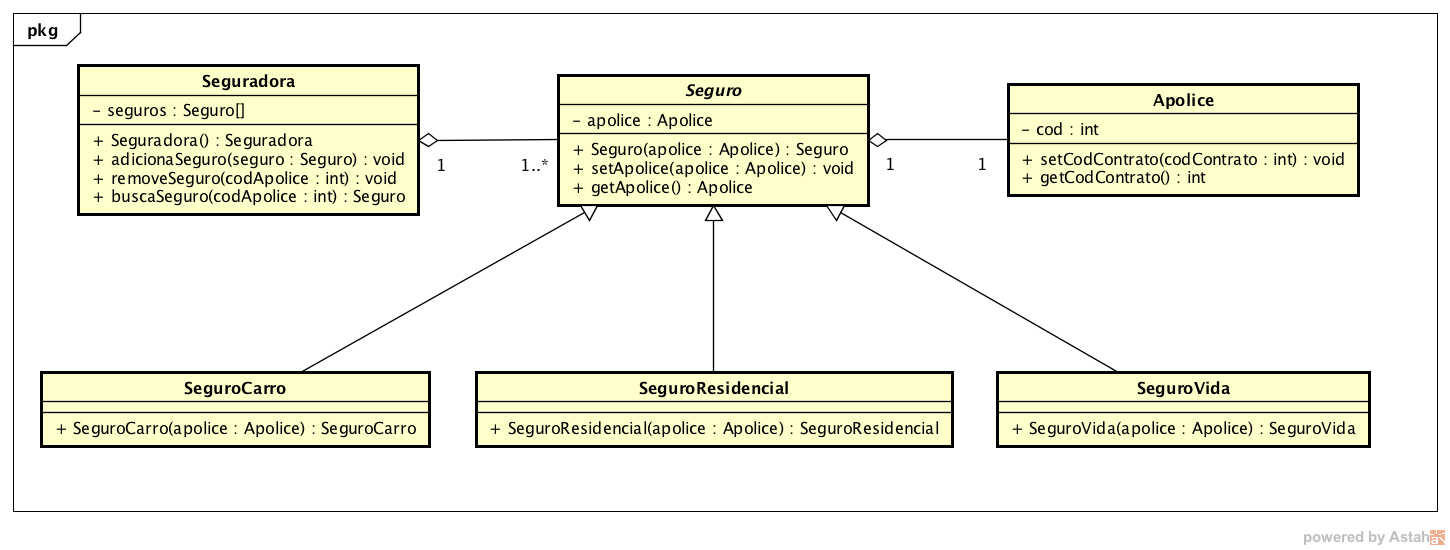 pkg
Seguradora
– seguros : Seguro[]
+ Seguradora() : Seguradora
+ adicionaSeguro(seguro : Seguro) : void
+ removeSeguro(codApolice : int) : void
+ buscaSeguro(codApolice : int) : Seguro
1
1..*
Seguro
– apolice : Apolice
+ Seguro(apolice : Apolice) : Seguro
+ setApolice(apolice : Apolice) : void
+ getApolice() : Apolice
1
1
Apolice
– cod : int
+ setCodContrato(codContrato : int) : void
+ getCodContrato() : int
SeguroCarro
+ SeguroCarro(apolice : Apolice) : SeguroCarro
SeguroResidencial
+ SeguroResidencial(apolice : Apolice) : SeguroResidencial
SeguroVida
+ SeguroVida(apolice : Apolice) : SeguroVida
powered by Astah